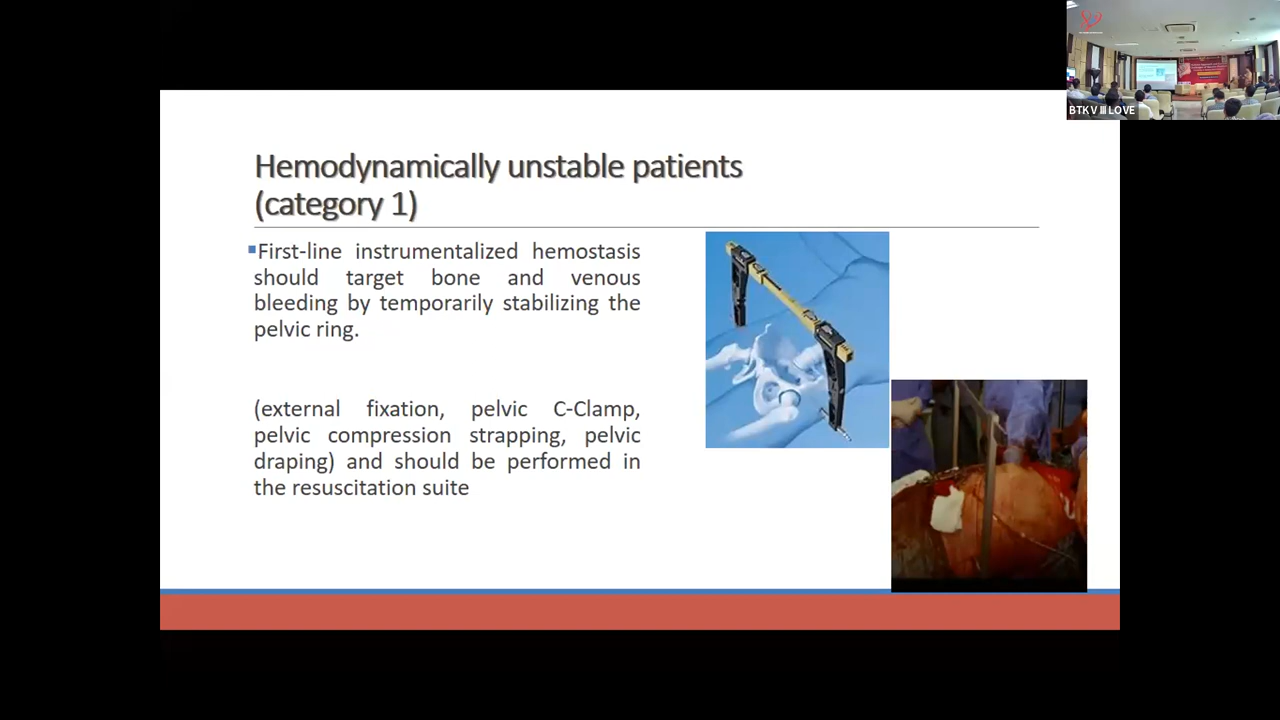 BTKV III LOVE
Hemodynamically unstable patients
(category 1)
First-line instrumentalized hemostasis
should target bone and venous
bleeding by temporarily stabilizing the
pelvic ring.
(external fixation, pelvic C-Clamp,
pelvic compression strapping, pelvic
draping) and should be performed in
the resuscitation suite